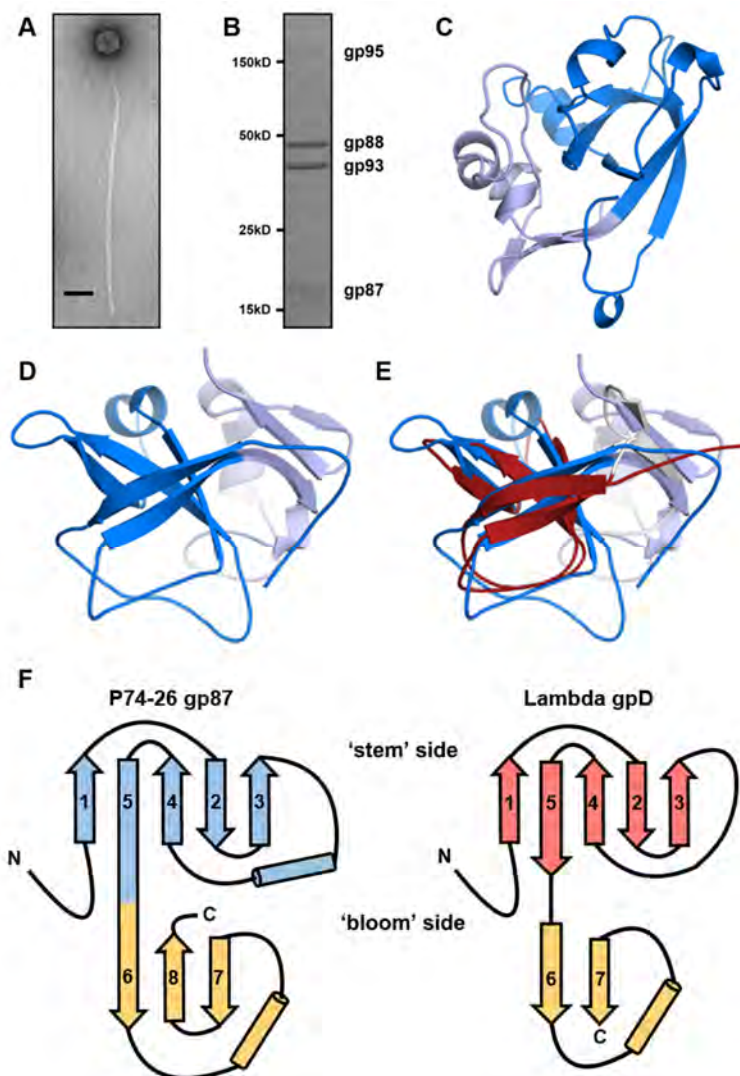 A
B
C
150kD
gp95
50kD
gp88
gp93
25kD
gp87
15kD
D
E
F
P74-26 gp87
Lambda gpD
'stem' side
1
5
4
2
3
1
5
4
2
3
N
N
'bloom' side
C
6
8
7
6
7
C